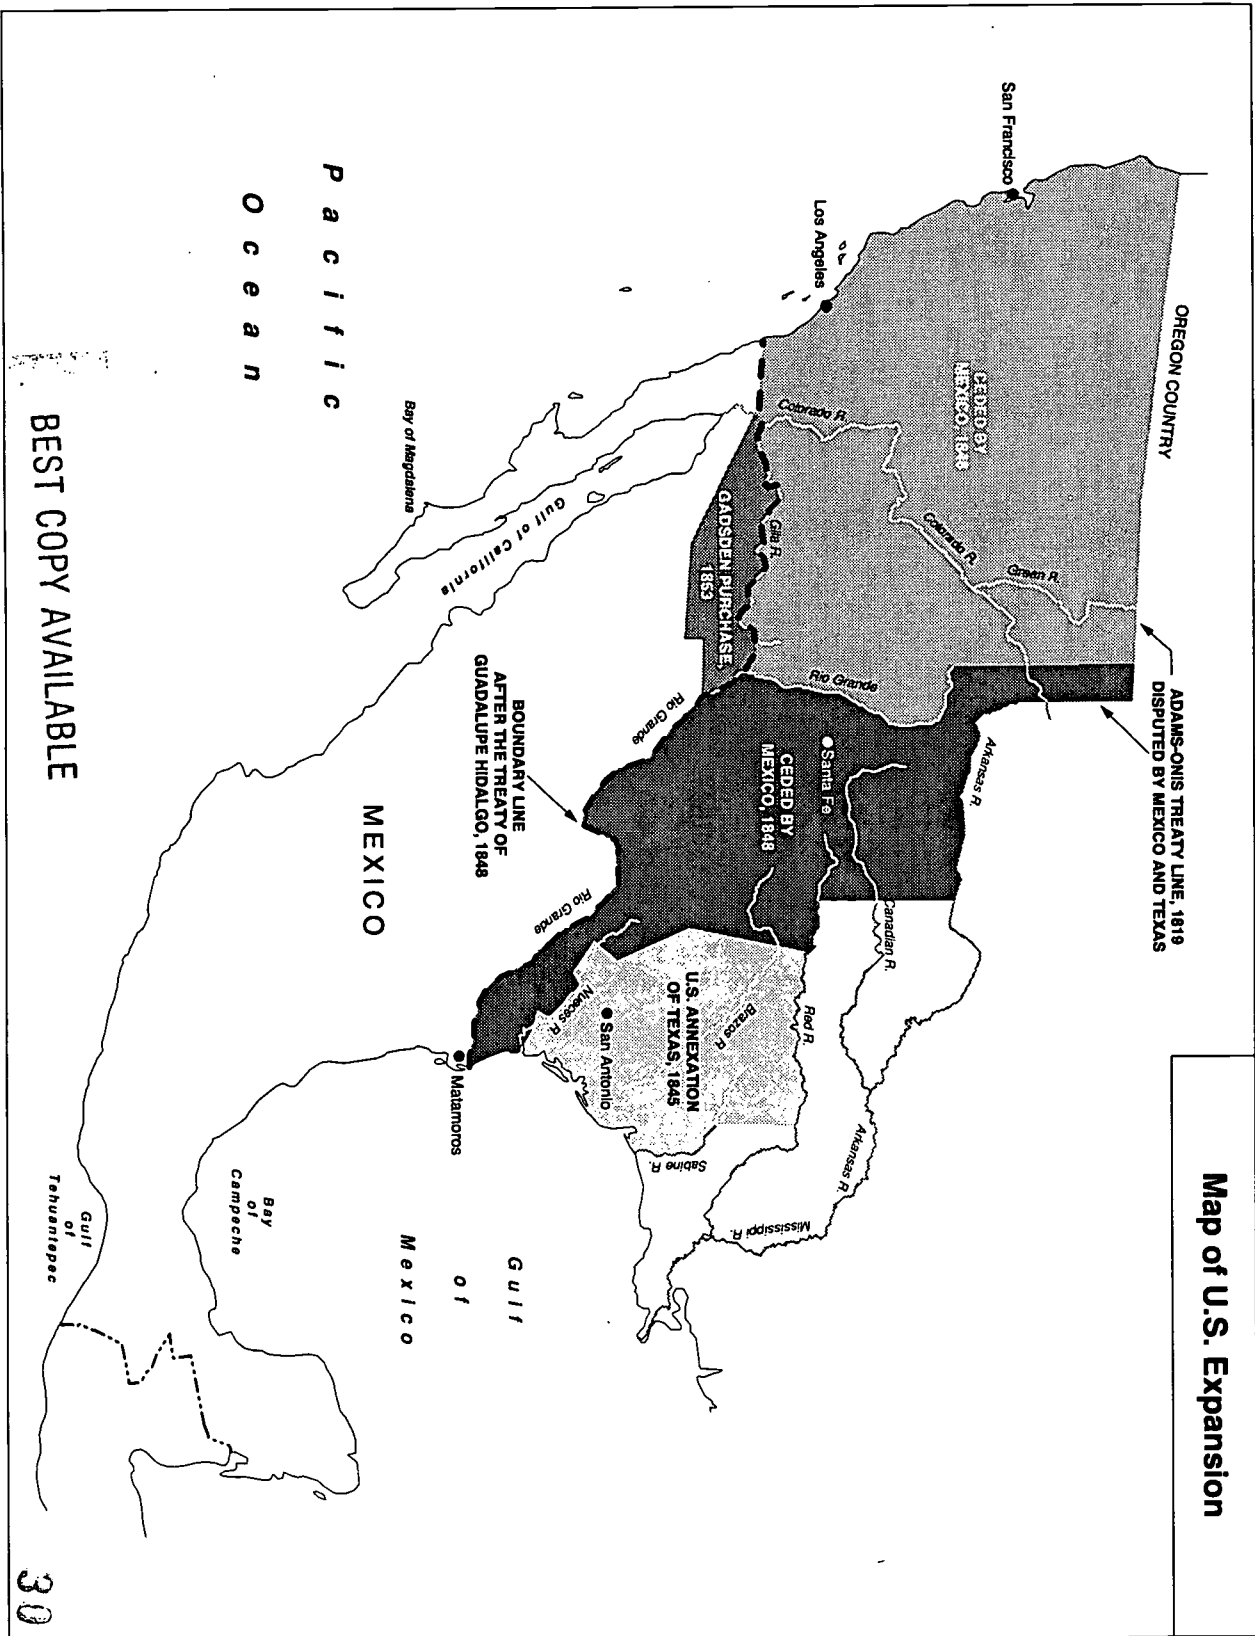 Map of U.S. Expansion
OREGON COUNTRY
ADAMS-ONIS TREATY LINE, 1819
DISPUTED BY MEXICO AND TEXAS
San Francisco
Los Angeles
CEDED BY
MEXICO, 1848
Colorado R.
Colorado R.
Green R.
Gila R.
GADSDEN PURCHASE,
1853
Rio Grande
Arkansas R.
Santa Fe
CEDED BY
MEXICO, 1848
Canadian R.
Red R.
Arkansas R.
Mississippi R.
Sabine R.
Brazos R.
U.S. ANNEXATION
OF TEXAS, 1845
San Antonio
Nueces R.
Rio Grande
Rio Grande
BOUNDARY LINE
AFTER THE TREATY OF
GUADALUPE HIDALGO, 1848
Matamoros
MEXICO
Gulf of California
Bay of Magdalena
Pacific
Ocean
Gulf
of
Mexico
Bay
of
Campeche
Gulf
of
Tehuantepec
BEST COPY AVAILABLE
30